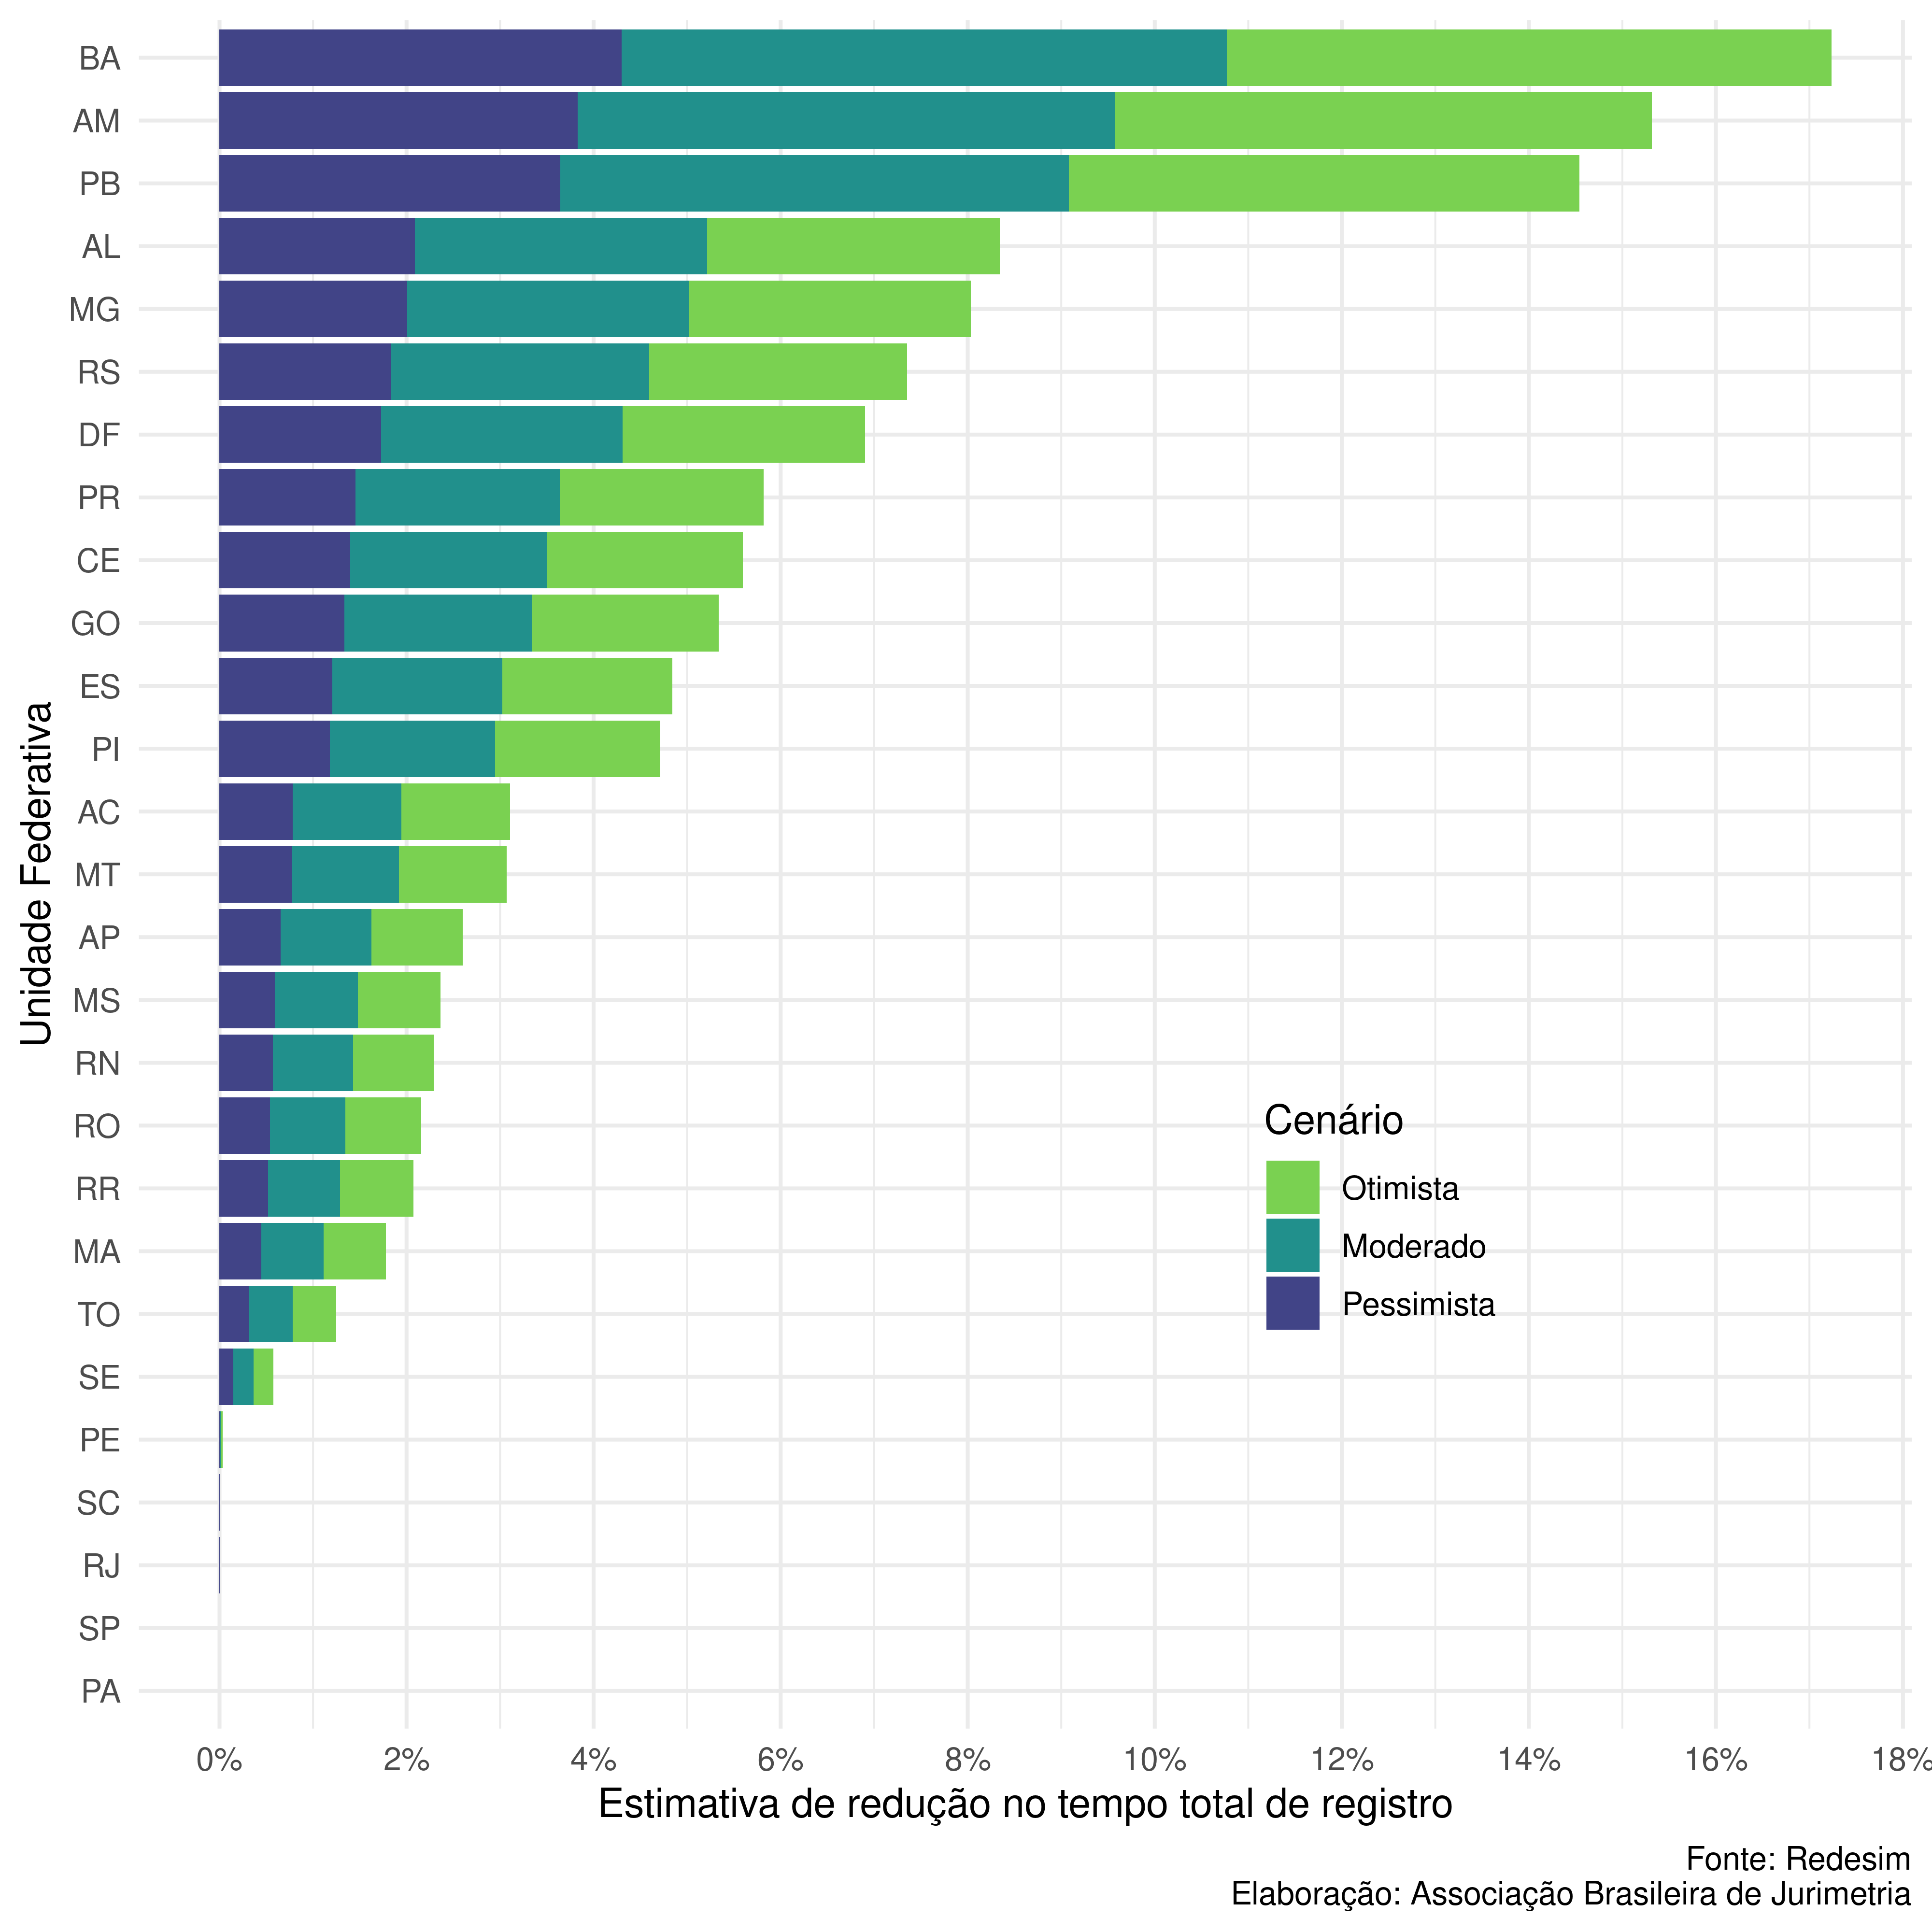 BA
AM
PB
AL
MG
RS
DF
PR
CE
GO
ES
PI
AC
MT
AP
MS
RN
RO
RR
MA
TO
SE
PE
SC
RJ
SP
PA
Unidade Federativa
Cenário
Otimista
Moderado
Pessimista
0% 2% 4% 6% 8% 10% 12% 14% 16% 18%
Estimativa de redução no tempo total de registro
Fonte: Redesim
Elaboração: Associação Brasileira de Jurimetria